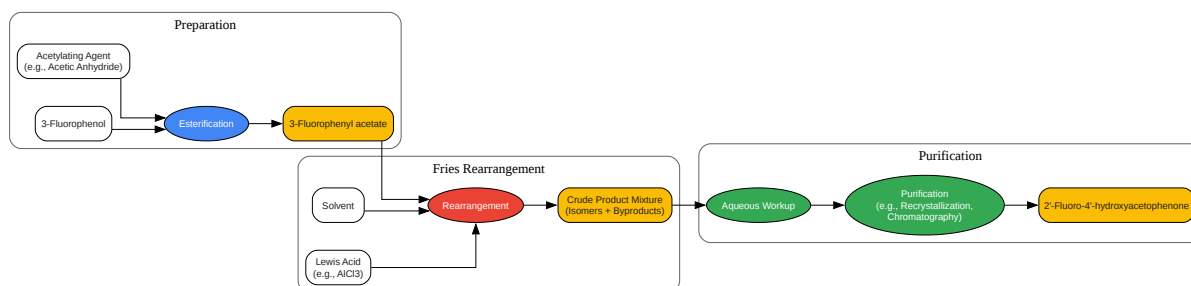 Preparation
Acetylating Agent
(e.g., Acetic Anhydride)
3-Fluorophenol
Esterification
3-Fluorophenyl acetate
Fries Rearrangement
Solvent
Rearrangement
Crude Product Mixture
(Isomers + Byproducts)
Lewis Acid
(e.g., AlCl3)
Purification
Aqueous Workup
Purification
(e.g., Recrystallization,
Chromatography)
2'-Fluoro-4'-hydroxyacetophenone